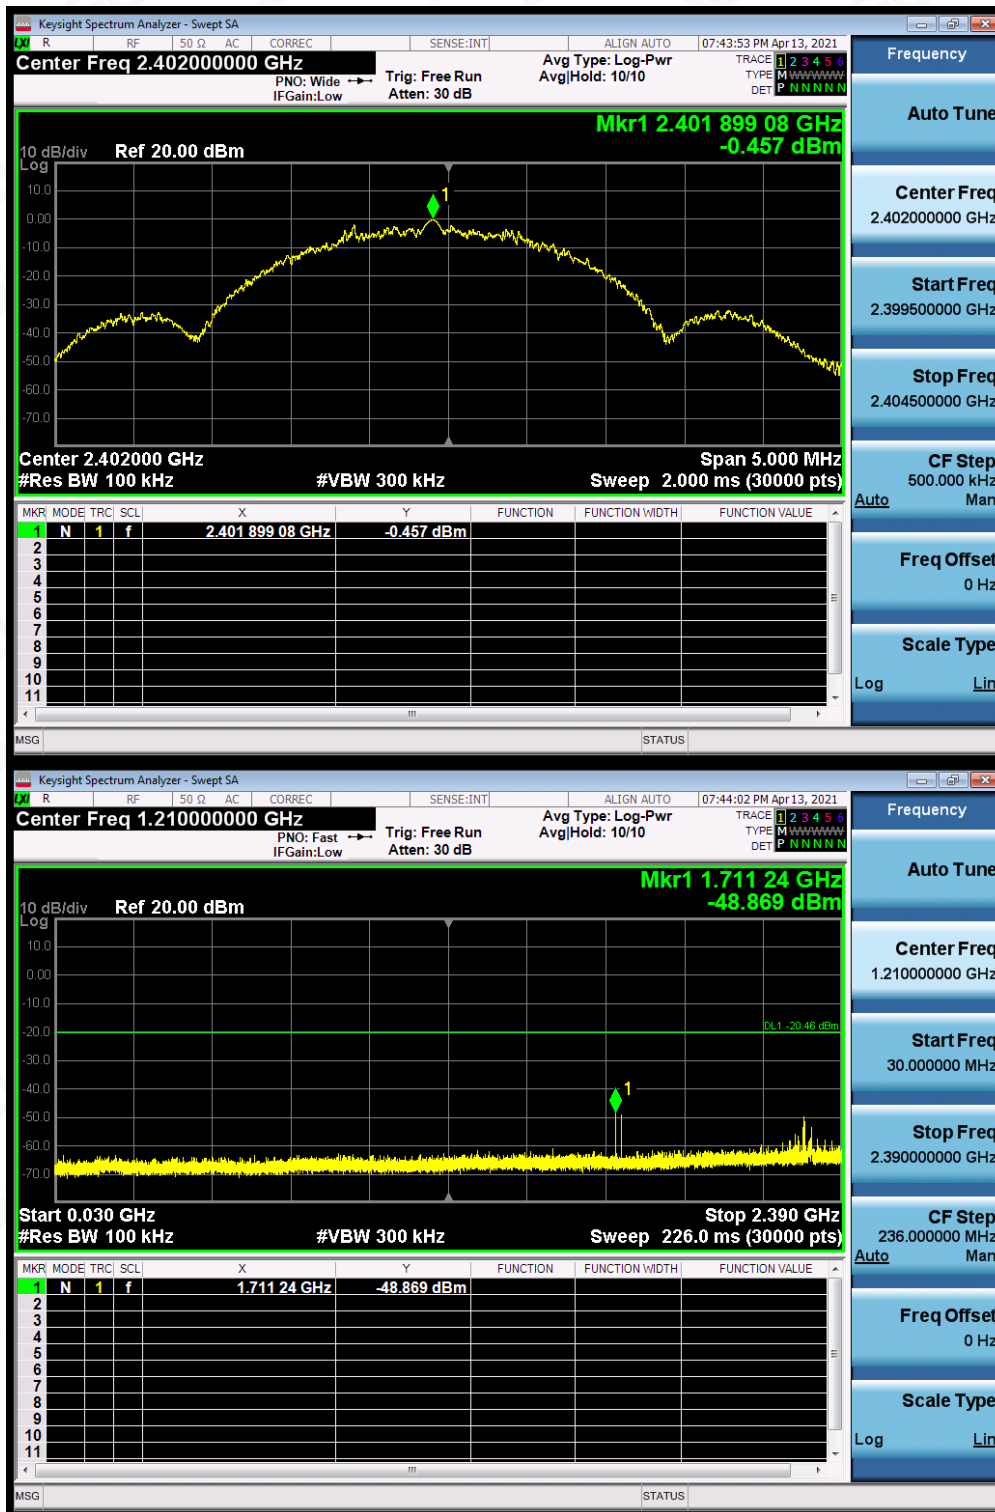 Keysight Spectrum Analyzer - Swept SA
LXI R RF 50 Ω AC CORREC SENSE:INT ALIGN AUTO 07:43:53 PM Apr 13, 2021
Center Freq 2.402000000 GHz
PNO: Wide
IFGain:Low
Trig: Free Run
Atten: 30 dB
Avg Type: Log-Pwr
Avg|Hold: 10/10
TRACE 1 2 3 4 5 6
TYPE M WWWWW
DET P N N N N N
Mkr1 2.401 899 08 GHz
-0.457 dBm
10 dB/div Ref 20.00 dBm
Log
10.0
0.00
-10.0
-20.0
-30.0
-40.0
-50.0
-60.0
-70.0
1
Center 2.402000 GHz Span 5.000 MHz
#Res BW 100 kHz #VBW 300 kHz Sweep 2.000 ms (30000 pts)
MKR MODE TRC SCL X Y FUNCTION FUNCTION WIDTH FUNCTION VALUE
1 N 1 f 2.401 899 08 GHz -0.457 dBm
2
3
4
5
6
7
8
9
10
11
MSG STATUS
Frequency
Auto Tune
Center Freq
2.402000000 GHz
Start Freq
2.399500000 GHz
Stop Freq
2.404500000 GHz
CF Step
500.000 kHz
Auto Man
Freq Offset
0 Hz
Scale Type
Log Lin
Keysight Spectrum Analyzer - Swept SA
LXI R RF 50 Ω AC CORREC SENSE:INT ALIGN AUTO 07:44:02 PM Apr 13, 2021
Center Freq 1.210000000 GHz
PNO: Fast
IFGain:Low
Trig: Free Run
Atten: 30 dB
Avg Type: Log-Pwr
Avg|Hold: 10/10
TRACE 1 2 3 4 5 6
TYPE M WWWWW
DET P N N N N N
Mkr1 1.711 24 GHz
-48.869 dBm
10 dB/div Ref 20.00 dBm
Log
10.0
0.00
-10.0
-20.0
-30.0
-40.0
-50.0
-60.0
-70.0
DL1 -20.46 dBm
1
Start 0.030 GHz Stop 2.390 GHz
#Res BW 100 kHz #VBW 300 kHz Sweep 226.0 ms (30000 pts)
MKR MODE TRC SCL X Y FUNCTION FUNCTION WIDTH FUNCTION VALUE
1 N 1 f 1.711 24 GHz -48.869 dBm
2
3
4
5
6
7
8
9
10
11
MSG STATUS
Frequency
Auto Tune
Center Freq
1.210000000 GHz
Start Freq
30.000000 MHz
Stop Freq
2.390000000 GHz
CF Step
236.000000 MHz
Auto Man
Freq Offset
0 Hz
Scale Type
Log Lin